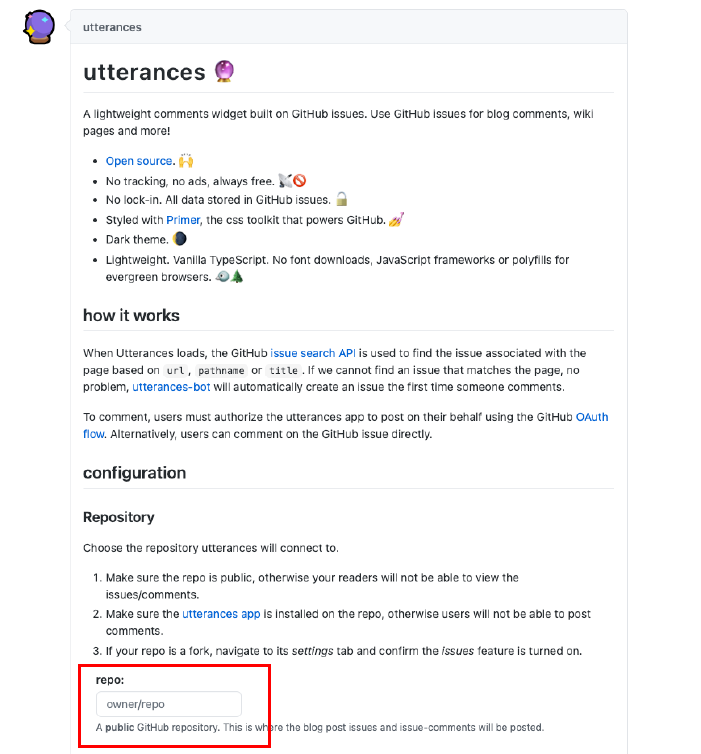 utterances
utterances 🔮
A lightweight comments widget built on GitHub issues. Use GitHub issues for blog comments, wiki
pages and more!
• Open source. 🙌
• No tracking, no ads, always free. 📡🚫
• No lock-in. All data stored in GitHub issues. 🔓
• Styled with Primer, the css toolkit that powers GitHub. 💅
• Dark theme. 🌘
• Lightweight. Vanilla TypeScript. No font downloads, JavaScript frameworks or polyfills for
evergreen browsers. 🐦🌲
how it works
When Utterances loads, the GitHub issue search API is used to find the issue associated with the
page based on url, pathname or title. If we cannot find an issue that matches the page, no
problem, utterances-bot will automatically create an issue the first time someone comments.
To comment, users must authorize the utterances app to post on their behalf using the GitHub OAuth
flow. Alternatively, users can comment on the GitHub issue directly.
configuration
Repository
Choose the repository utterances will connect to.
1. Make sure the repo is public, otherwise your readers will not be able to view the
issues/comments.
2. Make sure the utterances app is installed on the repo, otherwise users will not be able to post
comments.
3. If your repo is a fork, navigate to its settings tab and confirm the issues feature is turned on.
repo:
owner/repo
A public GitHub repository. This is where the blog post issues and issue-comments will be posted.